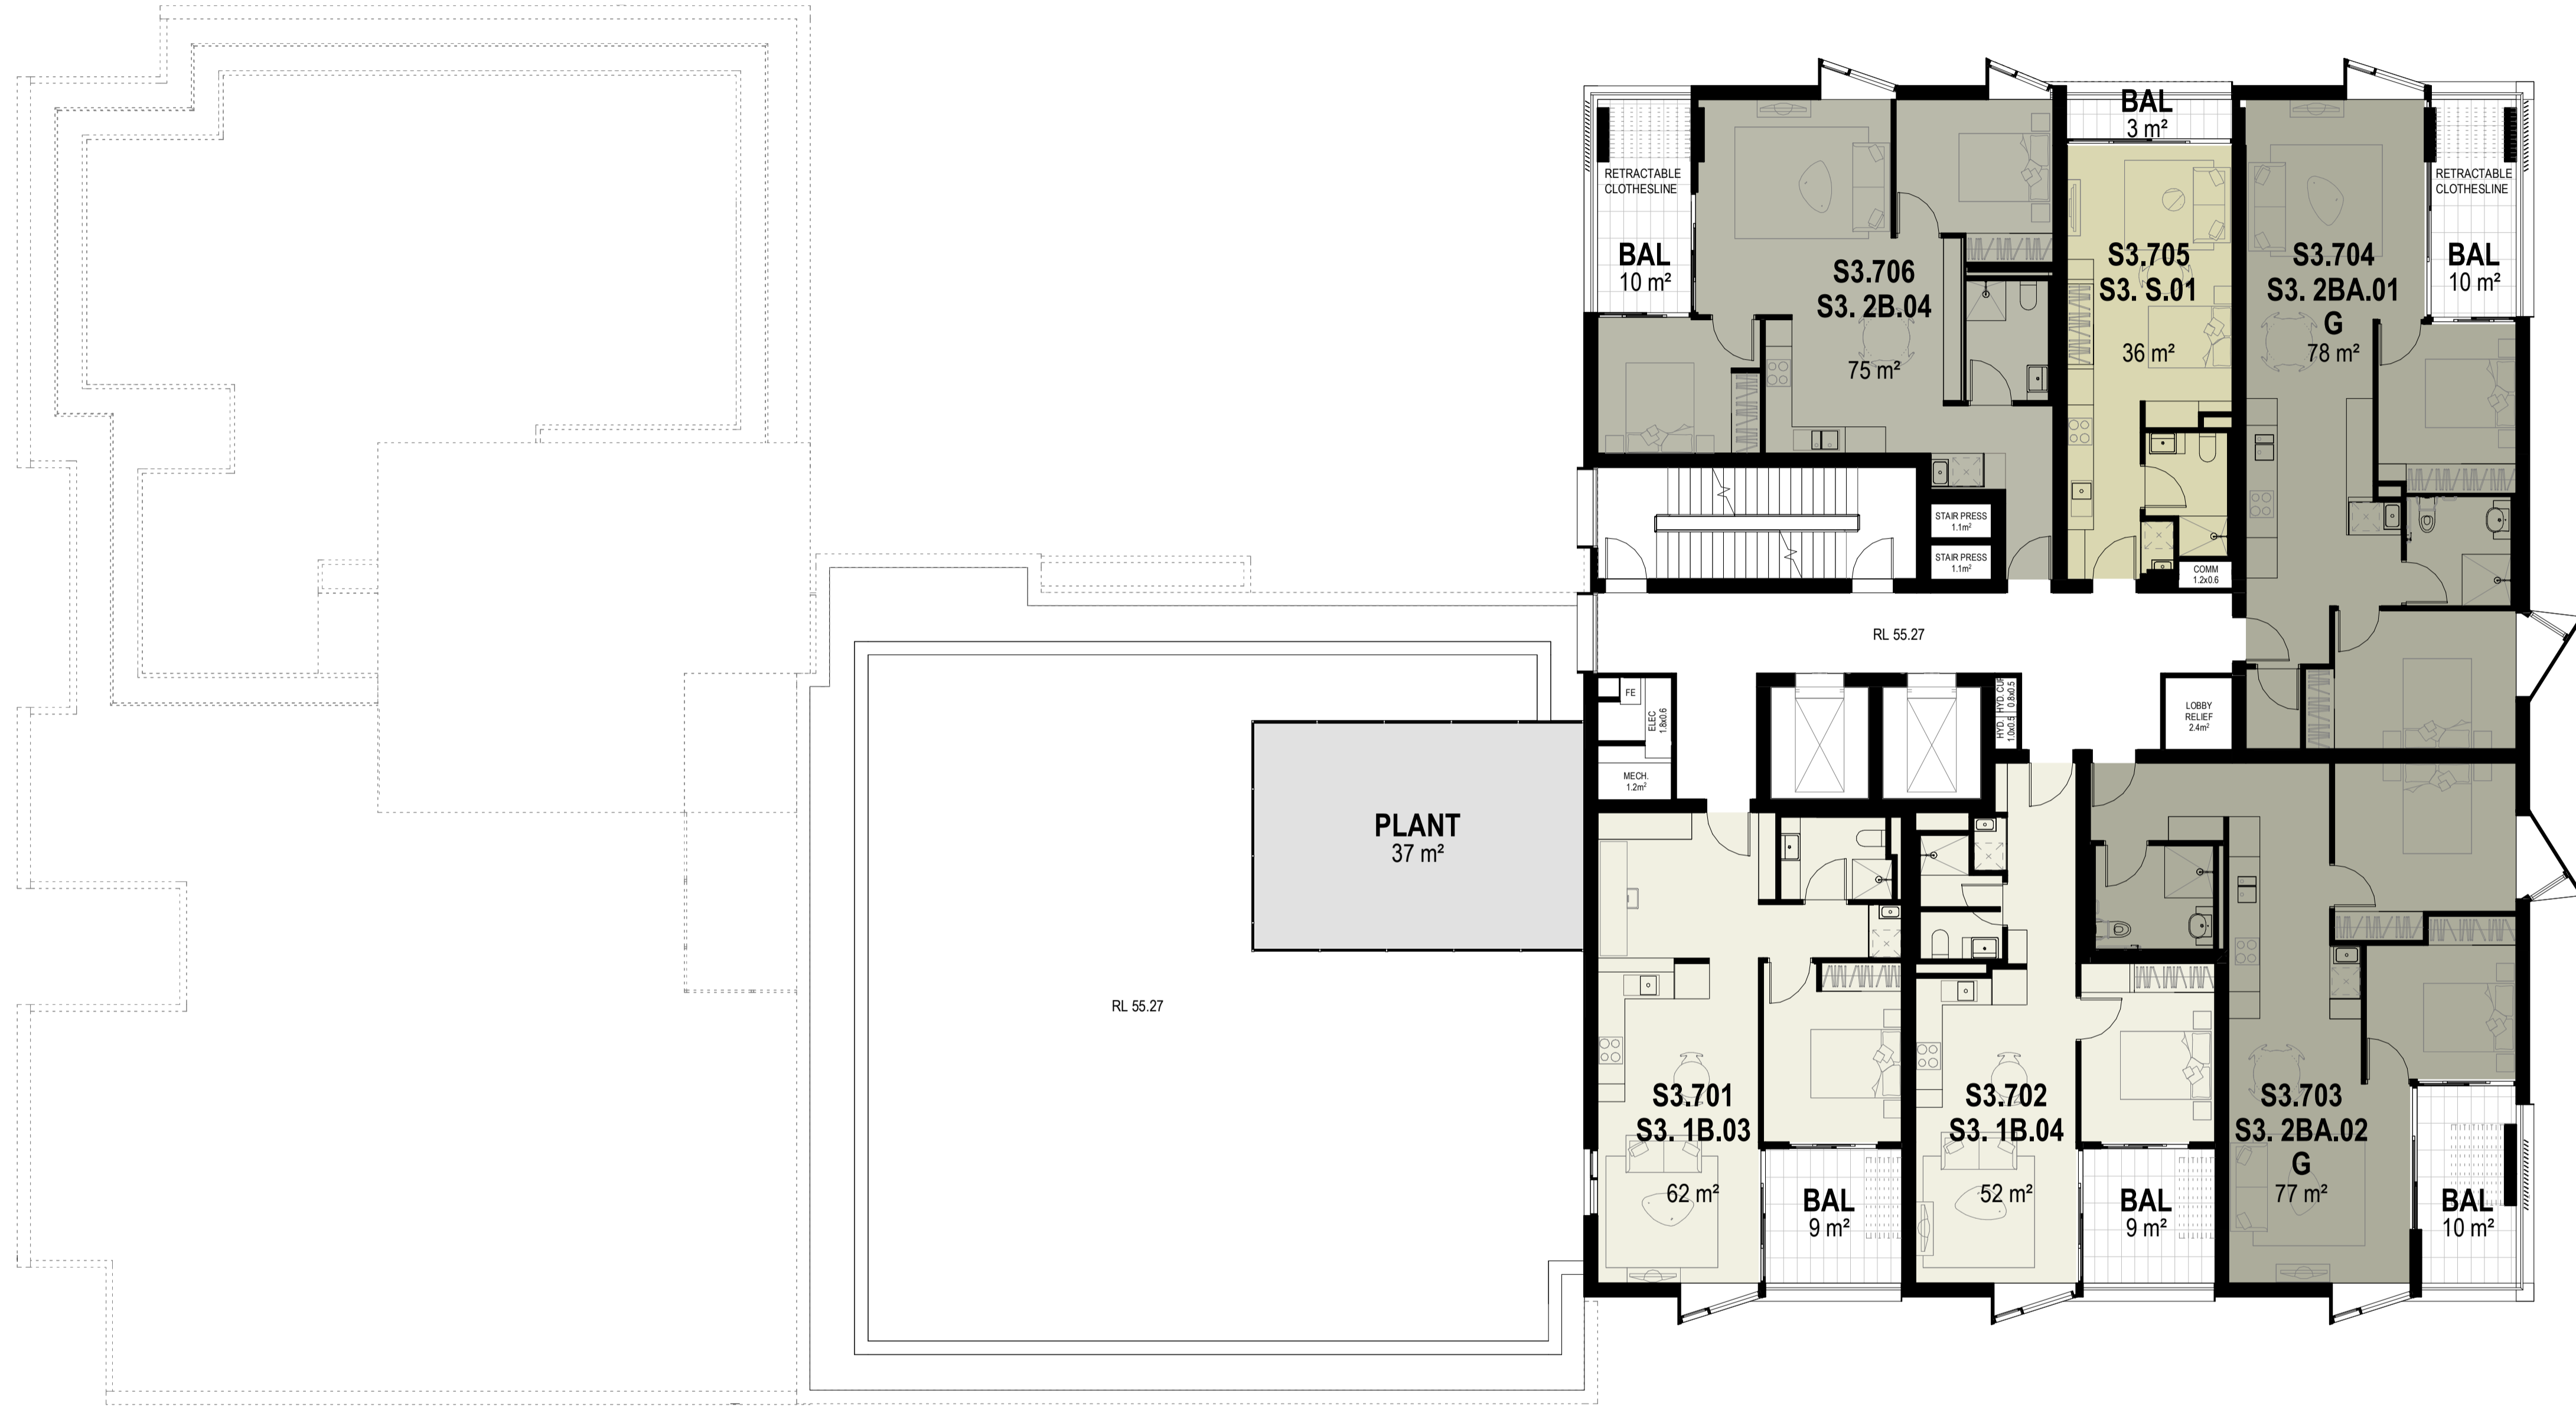 BAL
3 m²
RETRACTABLE
CLOTHESLINE
BAL
10 m²
S3.706
S3. 2B.04
75 m²
S3.705
S3. S.01
36 m²
S3.704
S3. 2BA.01
G
78 m²
RETRACTABLE
CLOTHESLINE
BAL
10 m²
STAIR PRESS
1.1m²
STAIR PRESS
1.1m²
COMM
1.2x0.6
RL 55.27
FE
ELEC
1.8x0.6
MECH.
1.2m²
HYD. CUP
0.8x0.5
HYD.
1.0x0.5
LOBBY
RELIEF
2.4m²
PLANT
37 m²
RL 55.27
S3.701
S3. 1B.03
62 m²
BAL
9 m²
S3.702
S3. 1B.04
52 m²
BAL
9 m²
S3.703
S3. 2BA.02
G
77 m²
BAL
10 m²